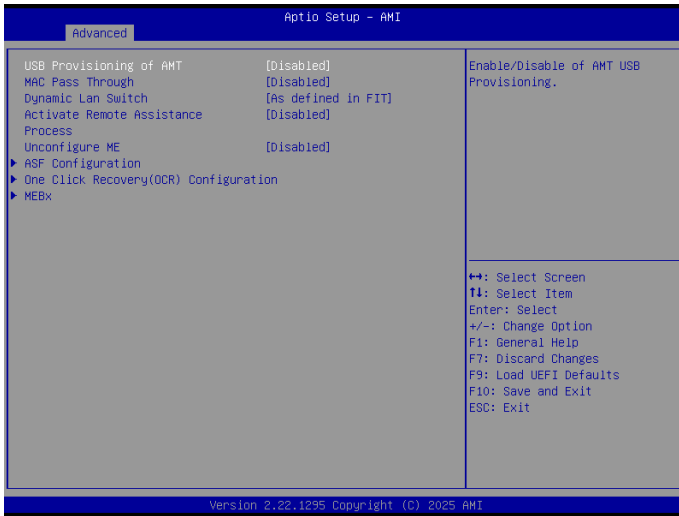 Aptio Setup – AMI
Advanced
USB Provisioning of AMT [Disabled]
MAC Pass Through [Disabled]
Dynamic Lan Switch [As defined in FIT]
Activate Remote Assistance [Disabled]
Process
Unconfigure ME [Disabled]
ASF Configuration
One Click Recovery(OCR) Configuration
MEBx
Enable/Disable of AMT USB
Provisioning.
↔: Select Screen
↑↓: Select Item
Enter: Select
+/-: Change Option
F1: General Help
F7: Discard Changes
F9: Load UEFI Defaults
F10: Save and Exit
ESC: Exit
Version 2.22.1295 Copyright (C) 2025 AMI